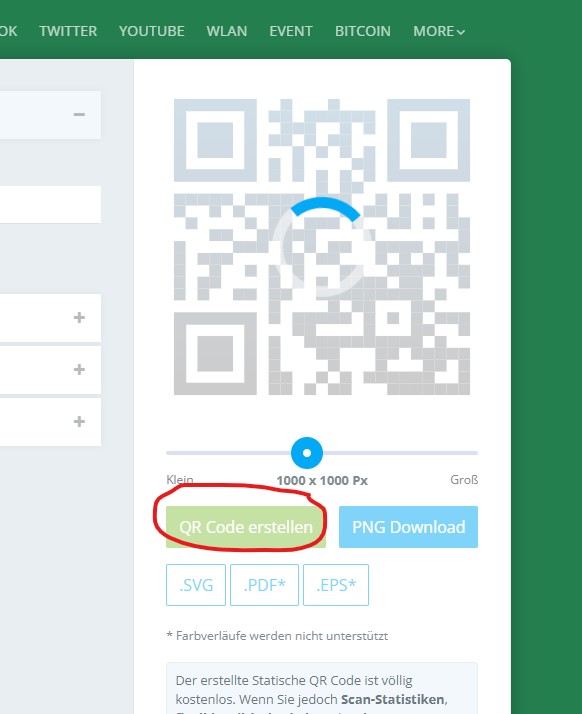 OK TWITTER YOUTUBE WLAN EVENT BITCOIN MORE
Klein 1000 x 1000 Px Groß
QR Code erstellen PNG Download
.SVG .PDF* .EPS*
* Farbverläufe werden nicht unterstützt
Der erstellte Statische QR Code ist völlig
kostenlos. Wenn Sie jedoch Scan-Statistiken,